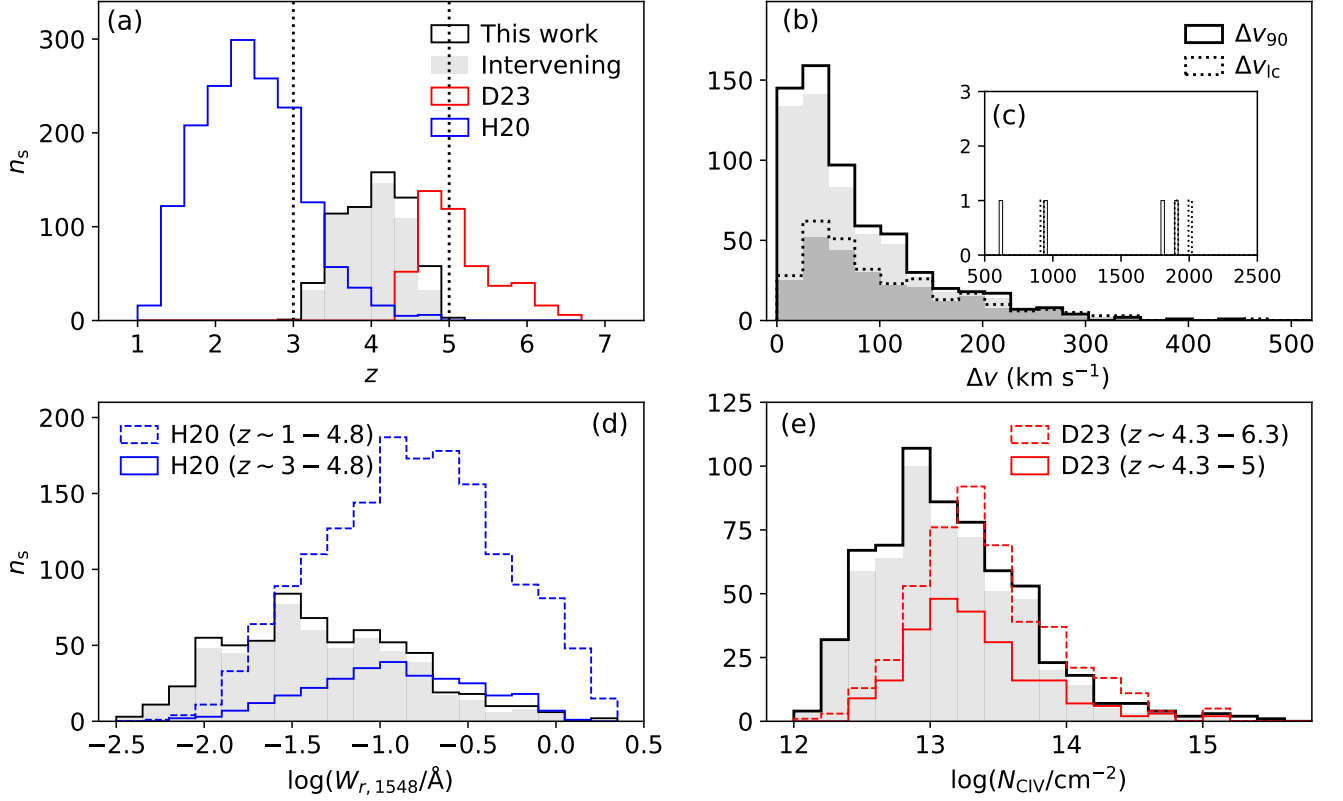 (a)
This work
Intervening
D23
H20
300
200
100
0
n_s
1 2 3 4 5 6 7
z
(b)
Δv_90
Δv_lc
150
100
50
0
(c)
3
2
1
0
500 1000 1500 2000 2500
0 100 200 300 400 500
Δv (km s⁻¹)
(d)
H20 (z ~ 1 − 4.8)
H20 (z ~ 3 − 4.8)
200
150
100
50
0
n_s
−2.5 −2.0 −1.5 −1.0 −0.5 0.0 0.5
log(W_r, 1548/Å)
(e)
D23 (z ~ 4.3 − 6.3)
D23 (z ~ 4.3 − 5)
125
100
75
50
25
0
12 13 14 15
log(N_CIV/cm⁻²)